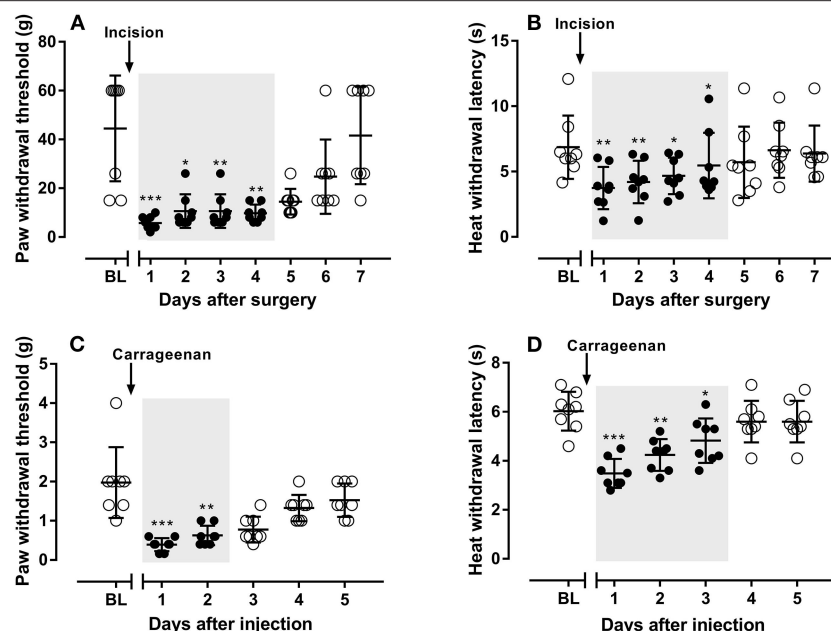 A
Incision
Paw withdrawal threshold (g)
80
60
40
20
0
***
*
**
**
BL 1 2 3 4 5 6 7
Days after surgery
B
Incision
Heat withdrawal latency (s)
15
10
5
0
**
**
*
*
BL 1 2 3 4 5 6 7
Days after surgery
C
Carrageenan
Paw withdrawal threshold (g)
5
4
3
2
1
0
***
**
BL 1 2 3 4 5
Days after injection
D
Carrageenan
Heat withdrawal latency (s)
8
6
4
2
0
***
**
*
BL 1 2 3 4 5
Days after injection